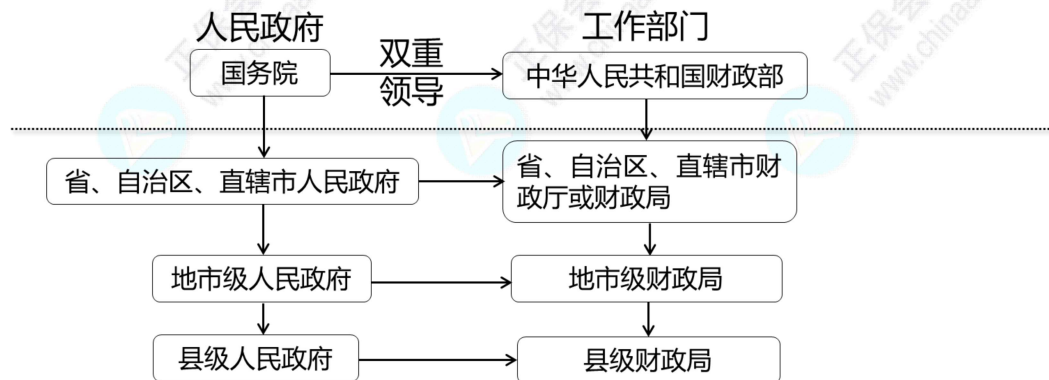 人民政府
工作部门
国务院
双重
领导
中华人民共和国财政部
省、自治区、直辖市人民政府
省、自治区、直辖市财
政厅或财政局
地市级人民政府
地市级财政局
县级人民政府
县级财政局